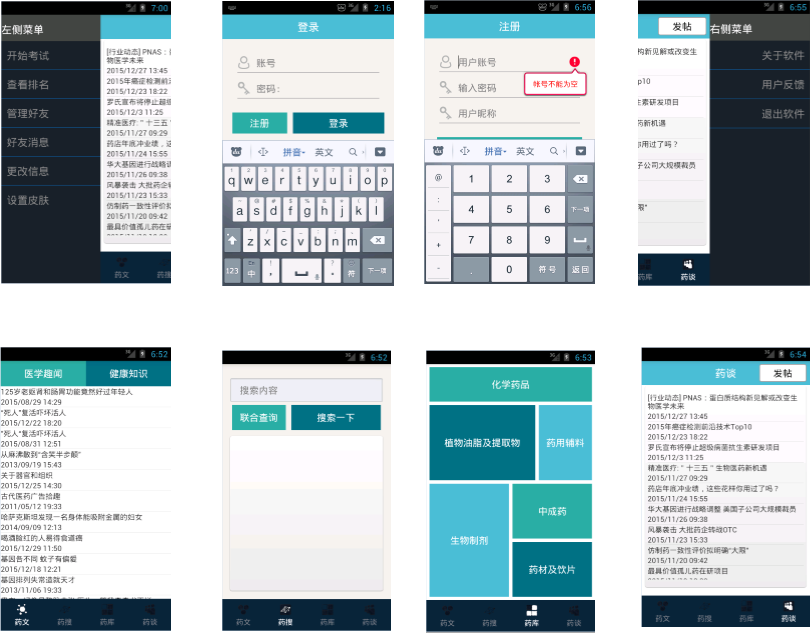 7:00
左侧菜单
开始考试
查看排名
管理好友
好友消息
更改信息
设置皮肤
[行业动态] PNAS：
物医学未来
2015/12/27 13:45
2015年癌症检测前沿
2015/12/23 18:22
罗氏宣布将停止超级
2015/12/3 11:25
精准医疗:＂十三五＂
2015/11/27 09:29
药店年底冲业绩，这
2015/11/24 15:55
华大基因进行战略调
2015/11/26 09:38
风暴袭击 大批药企转
2015/11/23 15:33
仿制药一致性评价拟
2015/11/20 09:42
最具价值孤儿药在研
药文
药搜
2:16
登录
账号
密码：
注册
登录
拼音
英文
q w e r t y u i o p
a s d f g h j k l
z x c v b n m
123
中
符
下一项
6:56
注册
用户账号
输入密码
帐号不能为空
用户昵称
拼音
英文
@ 1 2 3
: 4 5 6 下一项
7 8 9
+
- . 0 符号 返回
6:55
发帖
右侧菜单
关于软件
用户反馈
退出软件
构新见解或改变生
p10
生素研发项目
药新机遇
你用过了吗？
子公司大规模裁员
艮"
药库
药谈
6:52
医学趣闻
健康知识
125岁老妪肾和肠胃功能竟然好过年轻人
2015/08/29 14:29
"死人"复活吓坏活人
2015/12/22 18:20
"死人"复活吓坏活人
2015/08/31 12:51
从麻沸散到"含笑半步颠"
2013/09/19 15:43
关于器官和组织
2015/12/25 14:30
古代医药广告拾趣
2011/05/12 19:33
哈萨克斯坦发现一名身体能吸附金属的妇女
2014/09/09 12:13
喝酒脸红的人易得食道癌
2015/12/29 11:50
基因各不同 蚊子有偏爱
2015/12/18 12:21
基因排列失常造就天才
2013/11/06 19:33
药文
药搜
药库
药谈
6:52
搜索内容
联合查询
搜索一下
药文
药搜
药库
药谈
6:53
化学药品
植物油脂及提取物
药用辅料
生物制剂
中成药
药材及饮片
药文
药搜
药库
药谈
6:54
药谈
发帖
[行业动态] PNAS：蛋白质结构新见解或改变生
物医学未来
2015/12/27 13:45
2015年癌症检测前沿技术Top10
2015/12/23 18:22
罗氏宣布将停止超级病菌抗生素研发项目
2015/12/3 11:25
精准医疗:＂十三五＂生物医药新机遇
2015/11/27 09:29
药店年底冲业绩，这些花样你用过了吗？
2015/11/24 15:55
华大基因进行战略调整 美国子公司大规模裁员
2015/11/26 09:38
风暴袭击 大批药企转战OTC
2015/11/23 15:33
仿制药一致性评价拟明确"大限"
2015/11/20 09:42
最具价值孤儿药在研项目
药文
药搜
药库
药谈